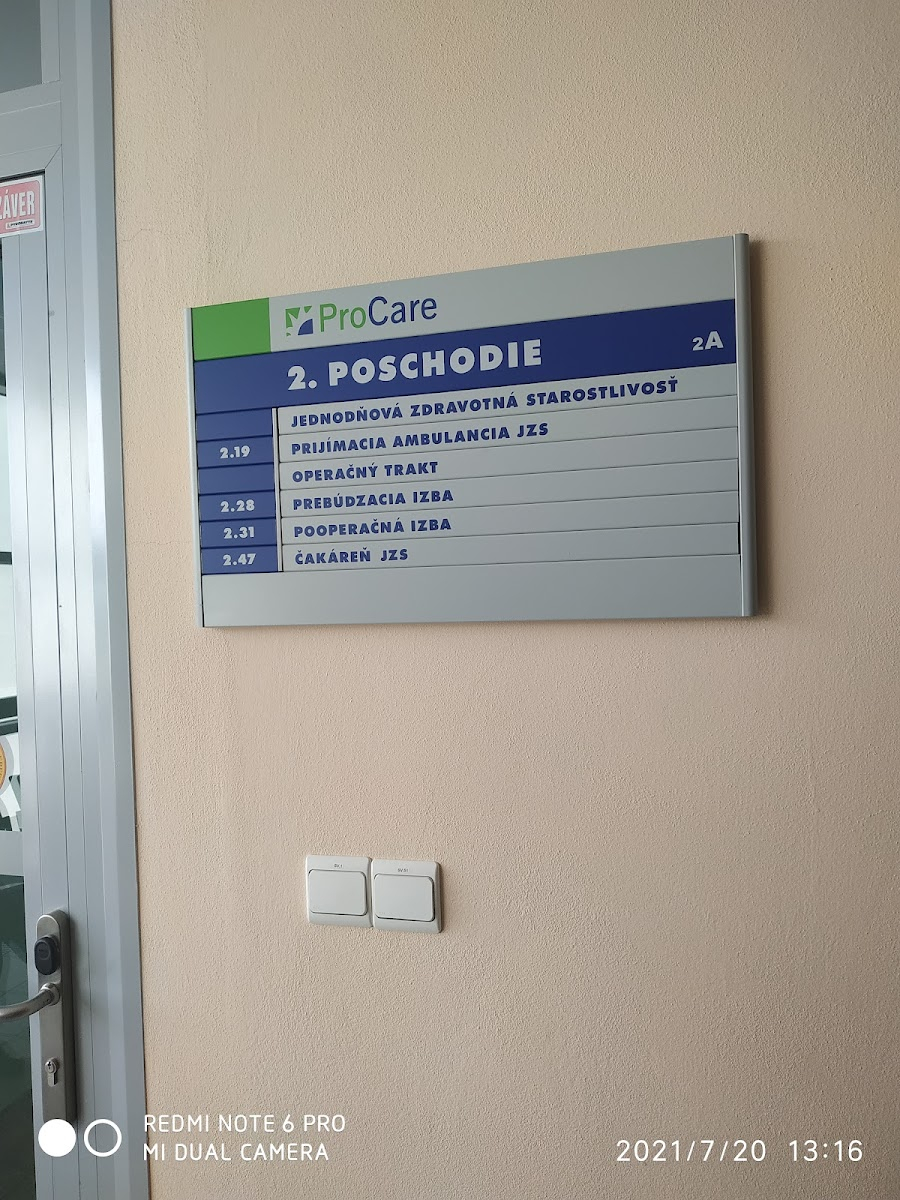 ZÁVER
ProCare
2. POSCHODIE 2A
JEDNODŇOVÁ ZDRAVOTNÁ STAROSTLIVOSŤ
2.19 PRIJÍMACIA AMBULANCIA JZS
OPERAČNÝ TRAKT
2.28 PREBÚDZACIA IZBA
2.31 POOPERAČNÁ IZBA
2.47 ČAKÁREŇ JZS
REDMI NOTE 6 PRO
MI DUAL CAMERA
2021/7/20 13:16